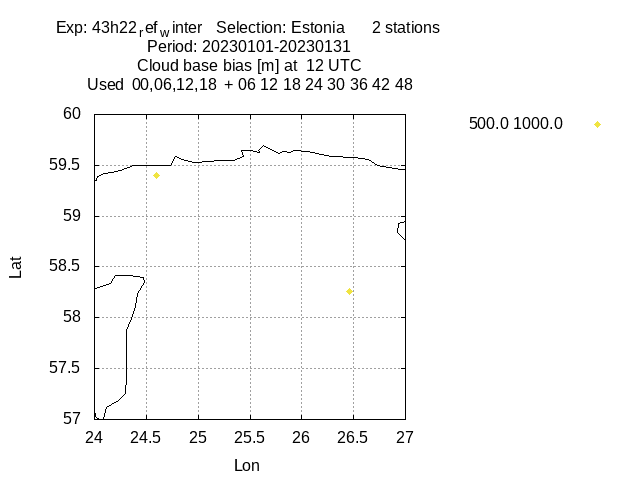 Exp: 43h22refwinter Selection: Estonia 2 stations
Period: 20230101-20230131
Cloud base bias [m] at 12 UTC
Used 00,06,12,18 + 06 12 18 24 30 36 42 48
500.0 1000.0
60
59.5
59
58.5
58
57.5
57
Lat
24 24.5 25 25.5 26 26.5 27
Lon